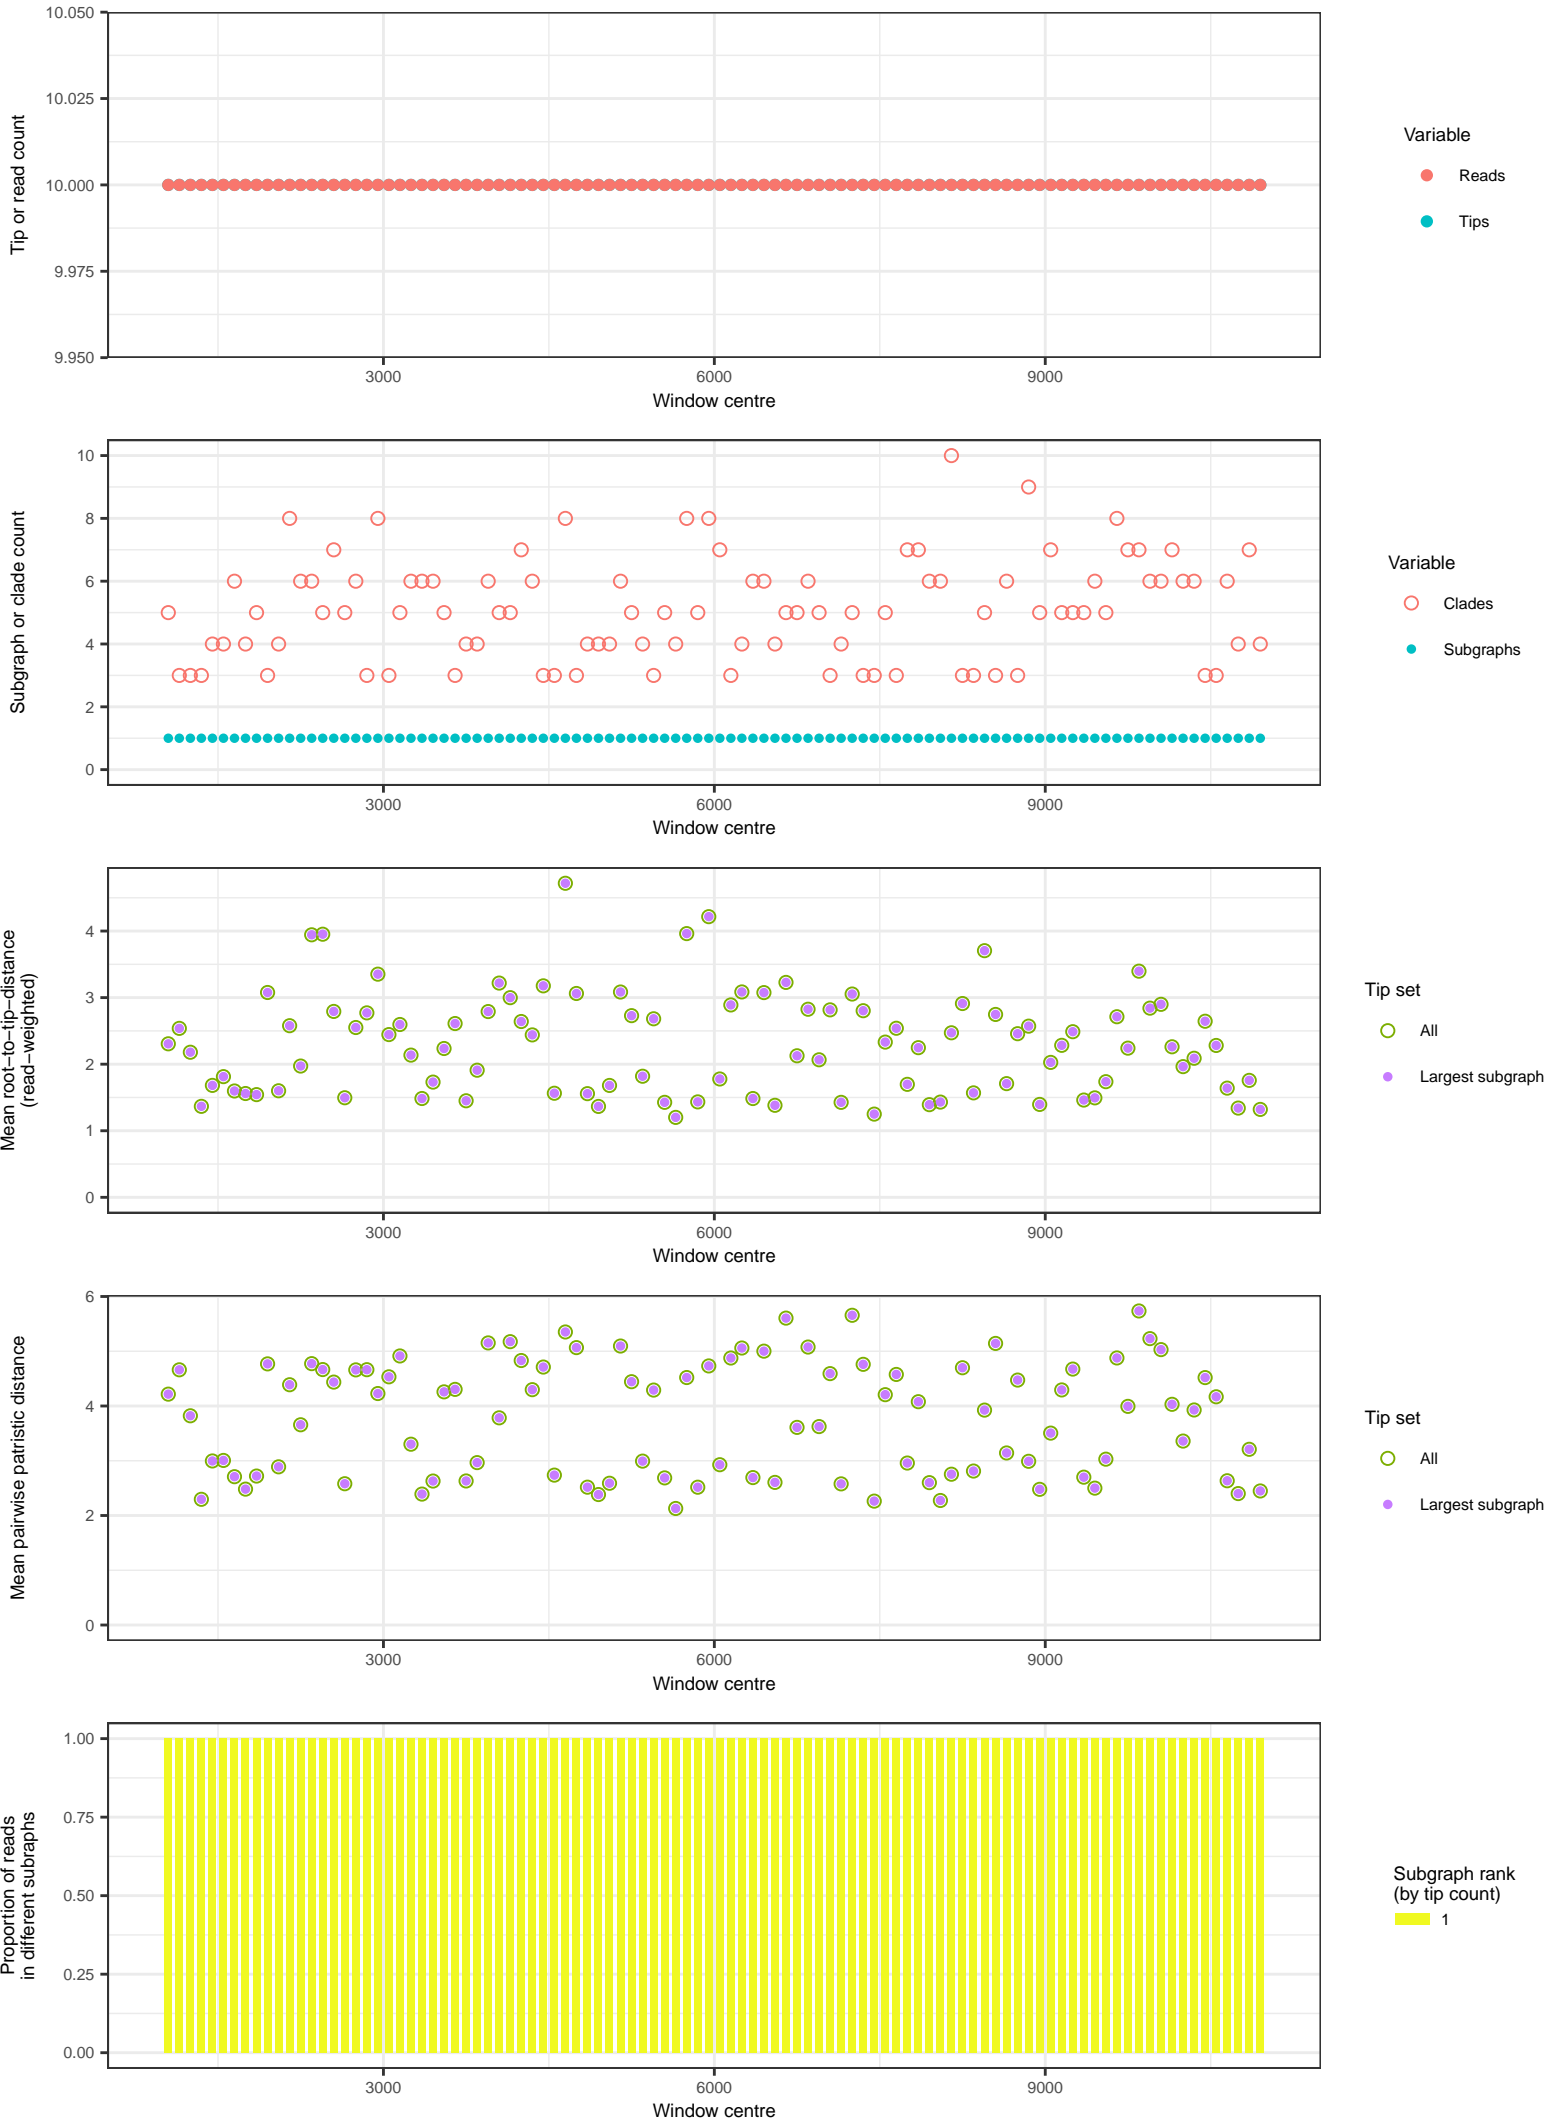 10.050
10.025
10.000
9.975
9.950
Tip or read count
3000 6000 9000
Window centre
Variable
Reads
Tips
10
8
6
4
2
0
Subgraph or clade count
3000 6000 9000
Window centre
Variable
Clades
Subgraphs
4
3
2
1
0
Mean root−to−tip−distance
(read−weighted)
3000 6000 9000
Window centre
Tip set
All
Largest subgraph
6
4
2
0
Mean pairwise patristic distance
3000 6000 9000
Window centre
Tip set
All
Largest subgraph
1.00
0.75
0.50
0.25
0.00
Proportion of reads
in different subraphs
3000 6000 9000
Window centre
Subgraph rank
(by tip count)
1